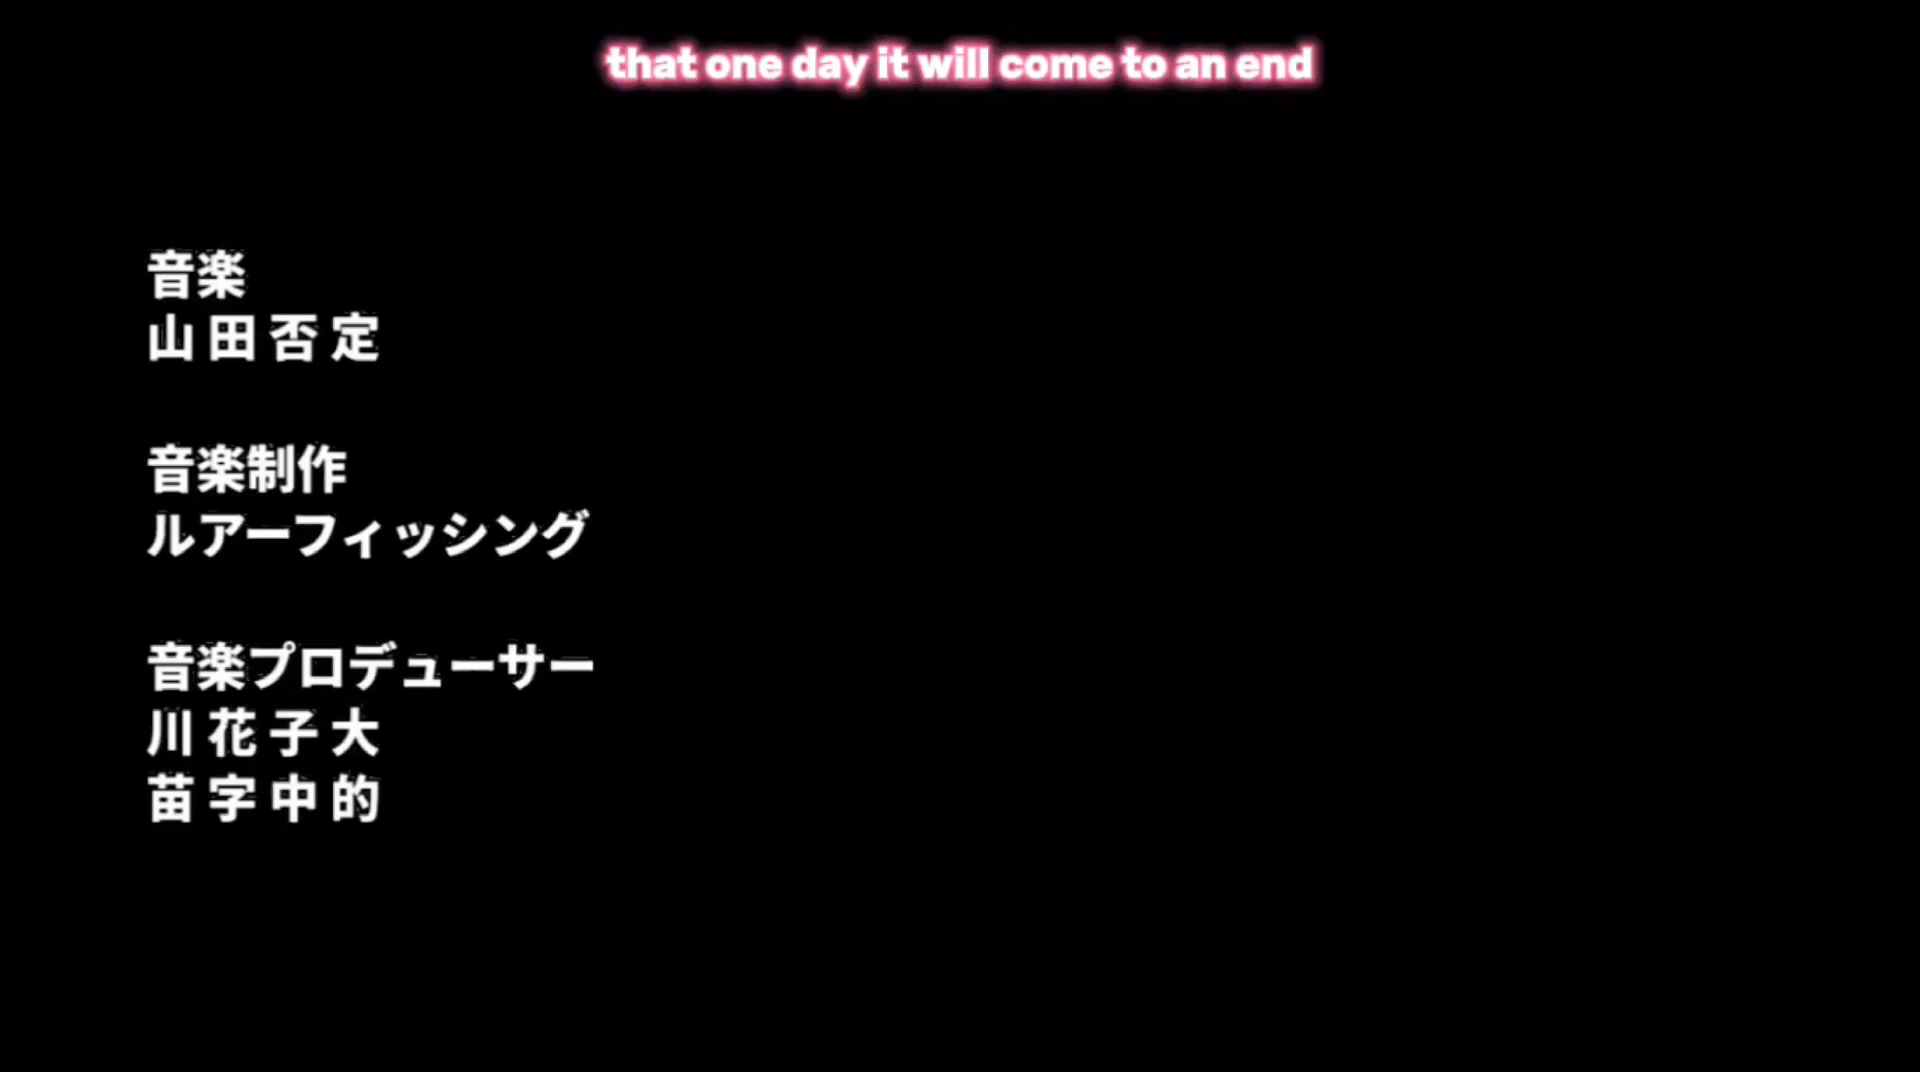 that one day it will come to an end
音楽
山田否定
音楽制作
ルアーフィッシング
音楽プロデューサー
川花子大
苗字中的